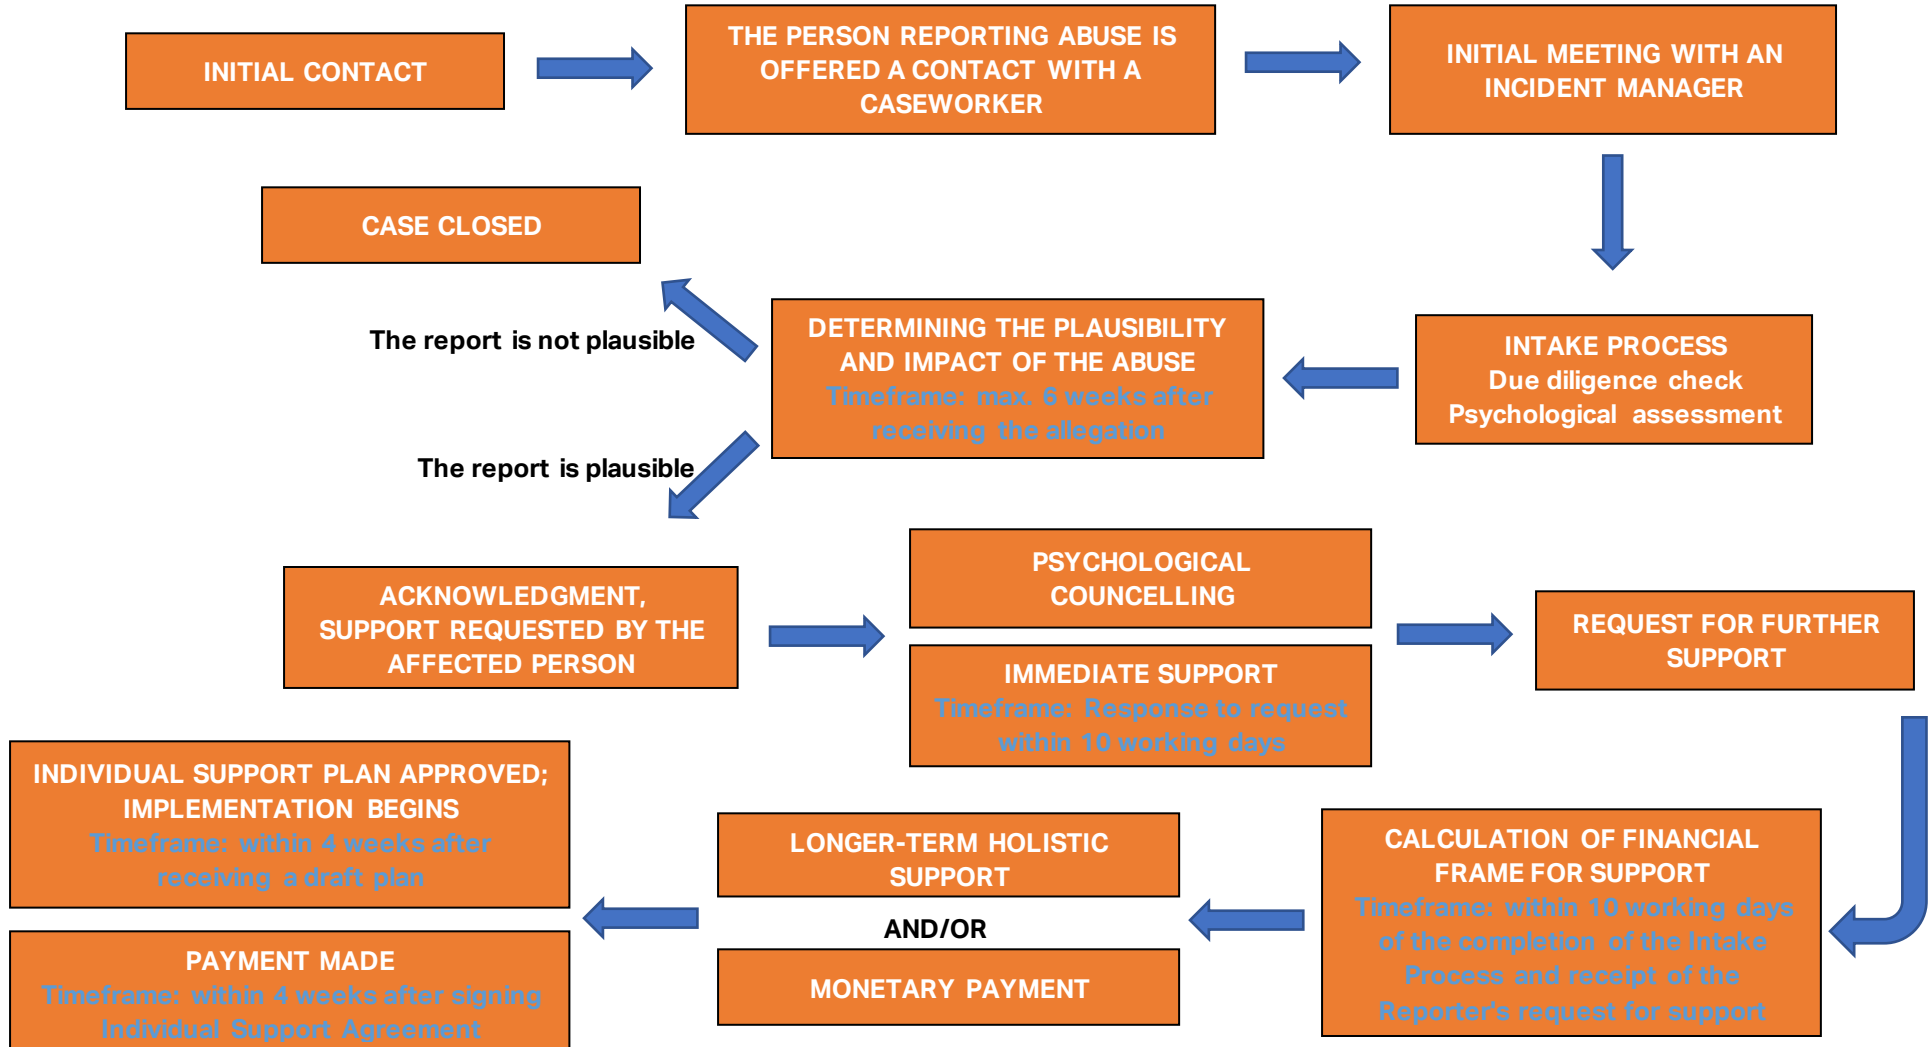 INITIAL CONTACT
THE PERSON REPORTING ABUSE IS
OFFERED A CONTACT WITH A
CASEWORKER
INITIAL MEETING WITH AN
INCIDENT MANAGER
CASE CLOSED
The report is not plausible
DETERMINING THE PLAUSIBILITY
AND IMPACT OF THE ABUSE
Timeframe: max. 6 weeks after
receiving the allegation
INTAKE PROCESS
Due diligence check
Psychological assessment
The report is plausible
ACKNOWLEDGMENT,
SUPPORT REQUESTED BY THE
AFFECTED PERSON
PSYCHOLOGICAL
COUNCELLING
IMMEDIATE SUPPORT
Timeframe: Response to request
within 10 working days
REQUEST FOR FURTHER
SUPPORT
INDIVIDUAL SUPPORT PLAN APPROVED;
IMPLEMENTATION BEGINS
Timeframe: within 4 weeks after
receiving a draft plan
PAYMENT MADE
Timeframe: within 4 weeks after signing
Individual Support Agreement
LONGER-TERM HOLISTIC
SUPPORT
AND/OR
MONETARY PAYMENT
CALCULATION OF FINANCIAL
FRAME FOR SUPPORT
Timeframe: within 10 working days
of the completion of the Intake
Process and receipt of the
Reporter's request for support